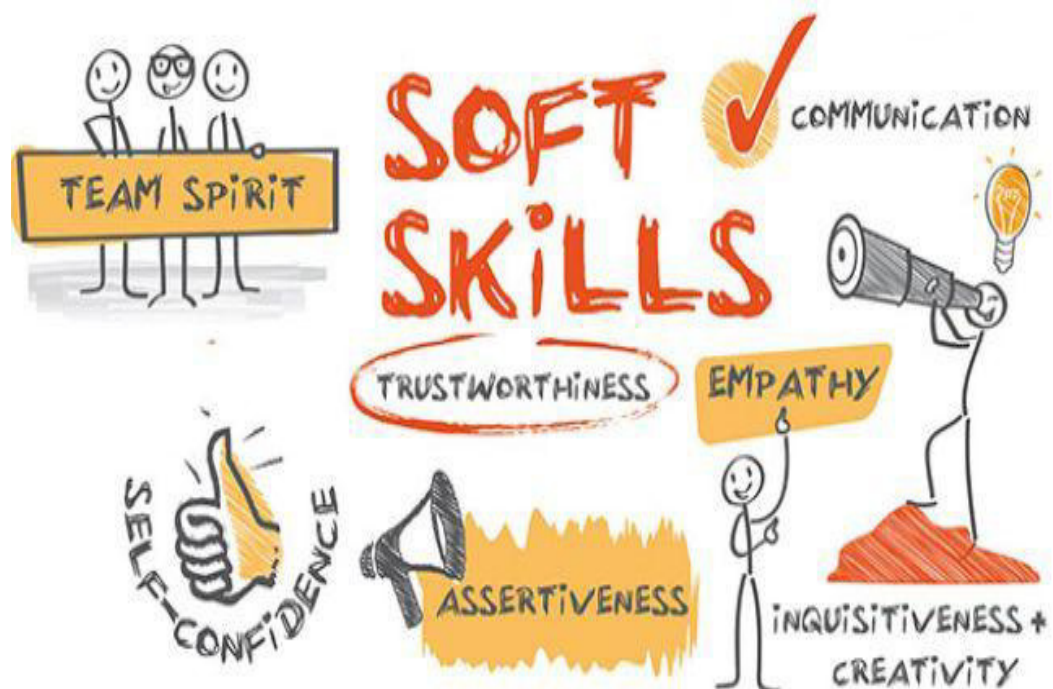 TEAM SPiRiT
SOFT
SKiLLS
COMMUNiCATiON
TRUSTWORTHiNESS
EMPATHY
SELF-CONFiDENCE
ASSERTiVENESS
iNQUiSiTiVENESS +
CREATiViTY